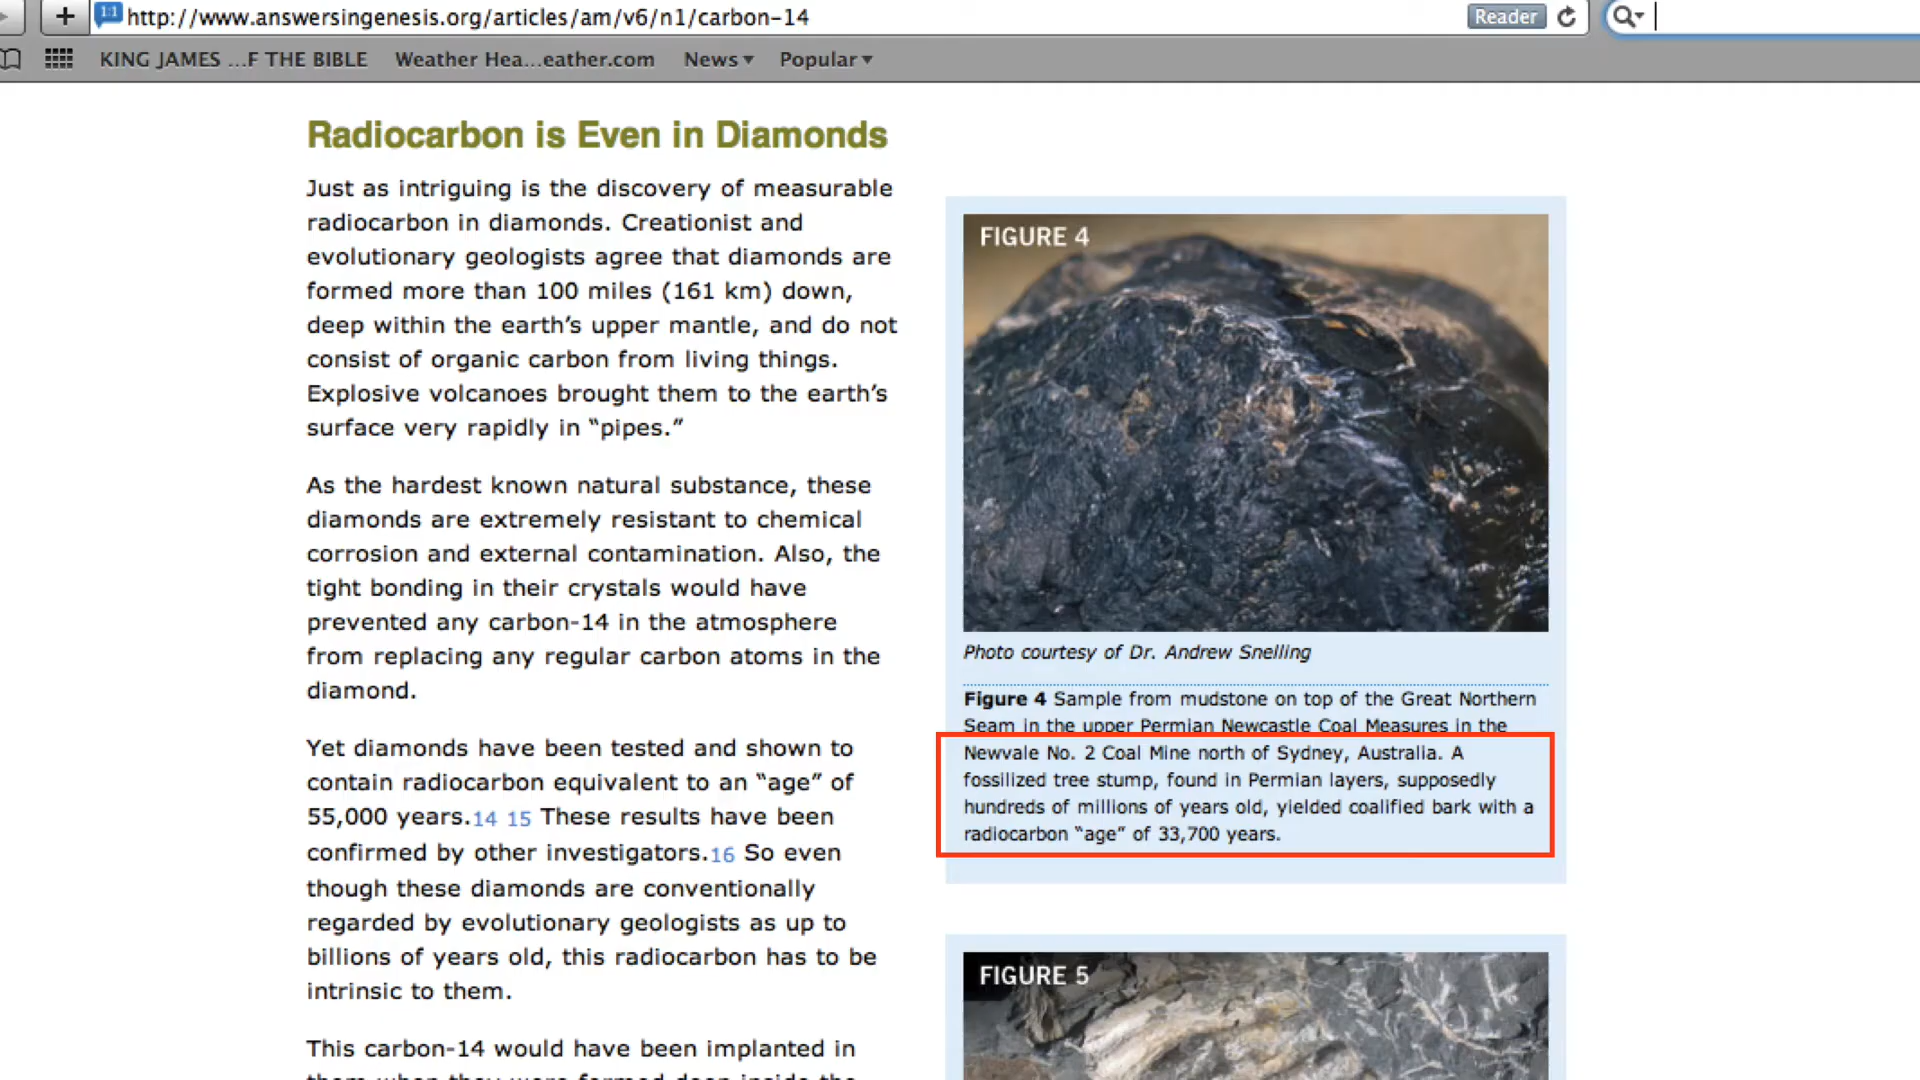 http://www.answersingenesis.org/articles/am/v6/n1/carbon-14
Reader
KING JAMES ...F THE BIBLE
Weather Hea...eather.com
News
Popular
Radiocarbon is Even in Diamonds
Just as intriguing is the discovery of measurable
radiocarbon in diamonds. Creationist and
evolutionary geologists agree that diamonds are
formed more than 100 miles (161 km) down,
deep within the earth’s upper mantle, and do not
consist of organic carbon from living things.
Explosive volcanoes brought them to the earth’s
surface very rapidly in “pipes.”
As the hardest known natural substance, these
diamonds are extremely resistant to chemical
corrosion and external contamination. Also, the
tight bonding in their crystals would have
prevented any carbon-14 in the atmosphere
from replacing any regular carbon atoms in the
diamond.
Yet diamonds have been tested and shown to
contain radiocarbon equivalent to an “age” of
55,000 years.14 15 These results have been
confirmed by other investigators.16 So even
though these diamonds are conventionally
regarded by evolutionary geologists as up to
billions of years old, this radiocarbon has to be
intrinsic to them.
This carbon-14 would have been implanted in
them when they were formed deep inside the
FIGURE 4
Photo courtesy of Dr. Andrew Snelling
Figure 4 Sample from mudstone on top of the Great Northern
Seam in the upper Permian Newcastle Coal Measures in the
Newvale No. 2 Coal Mine north of Sydney, Australia. A
fossilized tree stump, found in Permian layers, supposedly
hundreds of millions of years old, yielded coalified bark with a
radiocarbon “age” of 33,700 years.
FIGURE 5